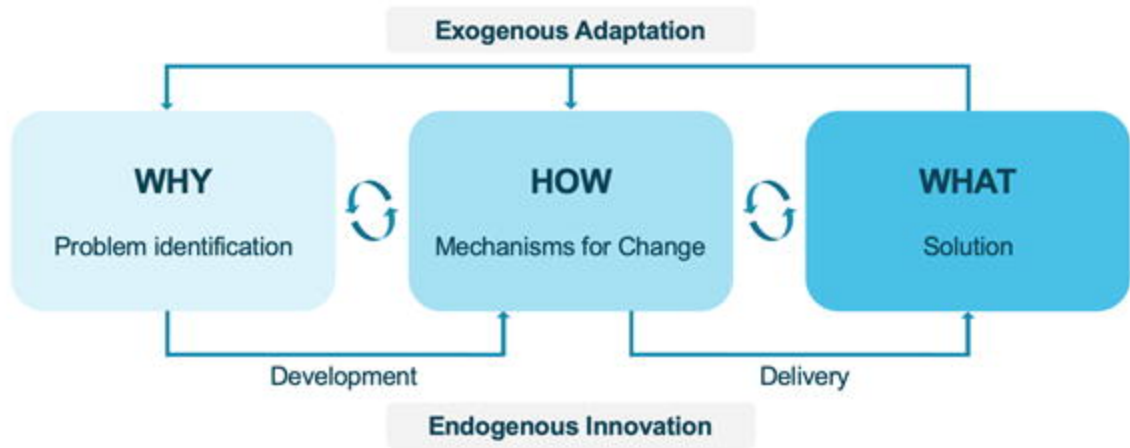 Exogenous Adaptation
WHY
Problem identification
HOW
Mechanisms for Change
WHAT
Solution
Development
Delivery
Endogenous Innovation